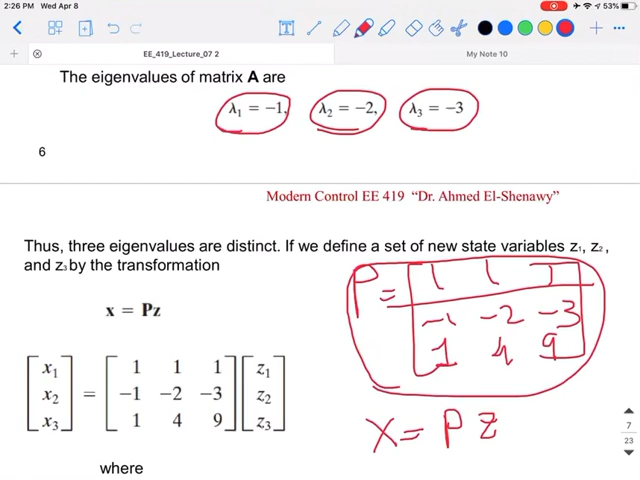 2:26 PM Wed Apr 8
53%
EE_419_Lecture_07 2
My Note 10
The eigenvalues of matrix A are
λ₁ = −1, λ₂ = −2, λ₃ = −3
6
Modern Control EE 419 “Dr. Ahmed El-Shenawy”
Thus, three eigenvalues are distinct. If we define a set of new state variables z₁, z₂,
and z₃ by the transformation
P = 1 1 1
-1 -2 -3
1 4 9
x = Pz
x₁ 1 1 1 z₁
x₂ = −1 −2 −3 z₂
x₃ 1 4 9 z₃
X = P Z
where
7
23